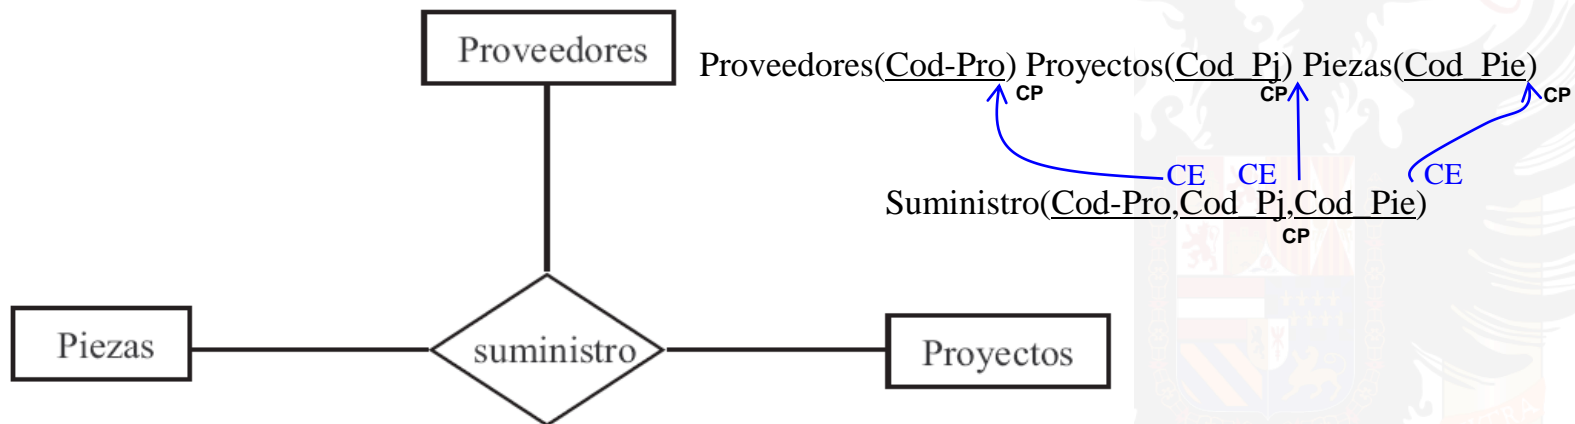 Proveedores
Proveedores(Cod-Pro) Proyectos(Cod_Pj) Piezas(Cod_Pie)
CP CP CP
CE CE CE
Suministro(Cod-Pro,Cod_Pj,Cod_Pie)
CP
Piezas
suministro
Proyectos